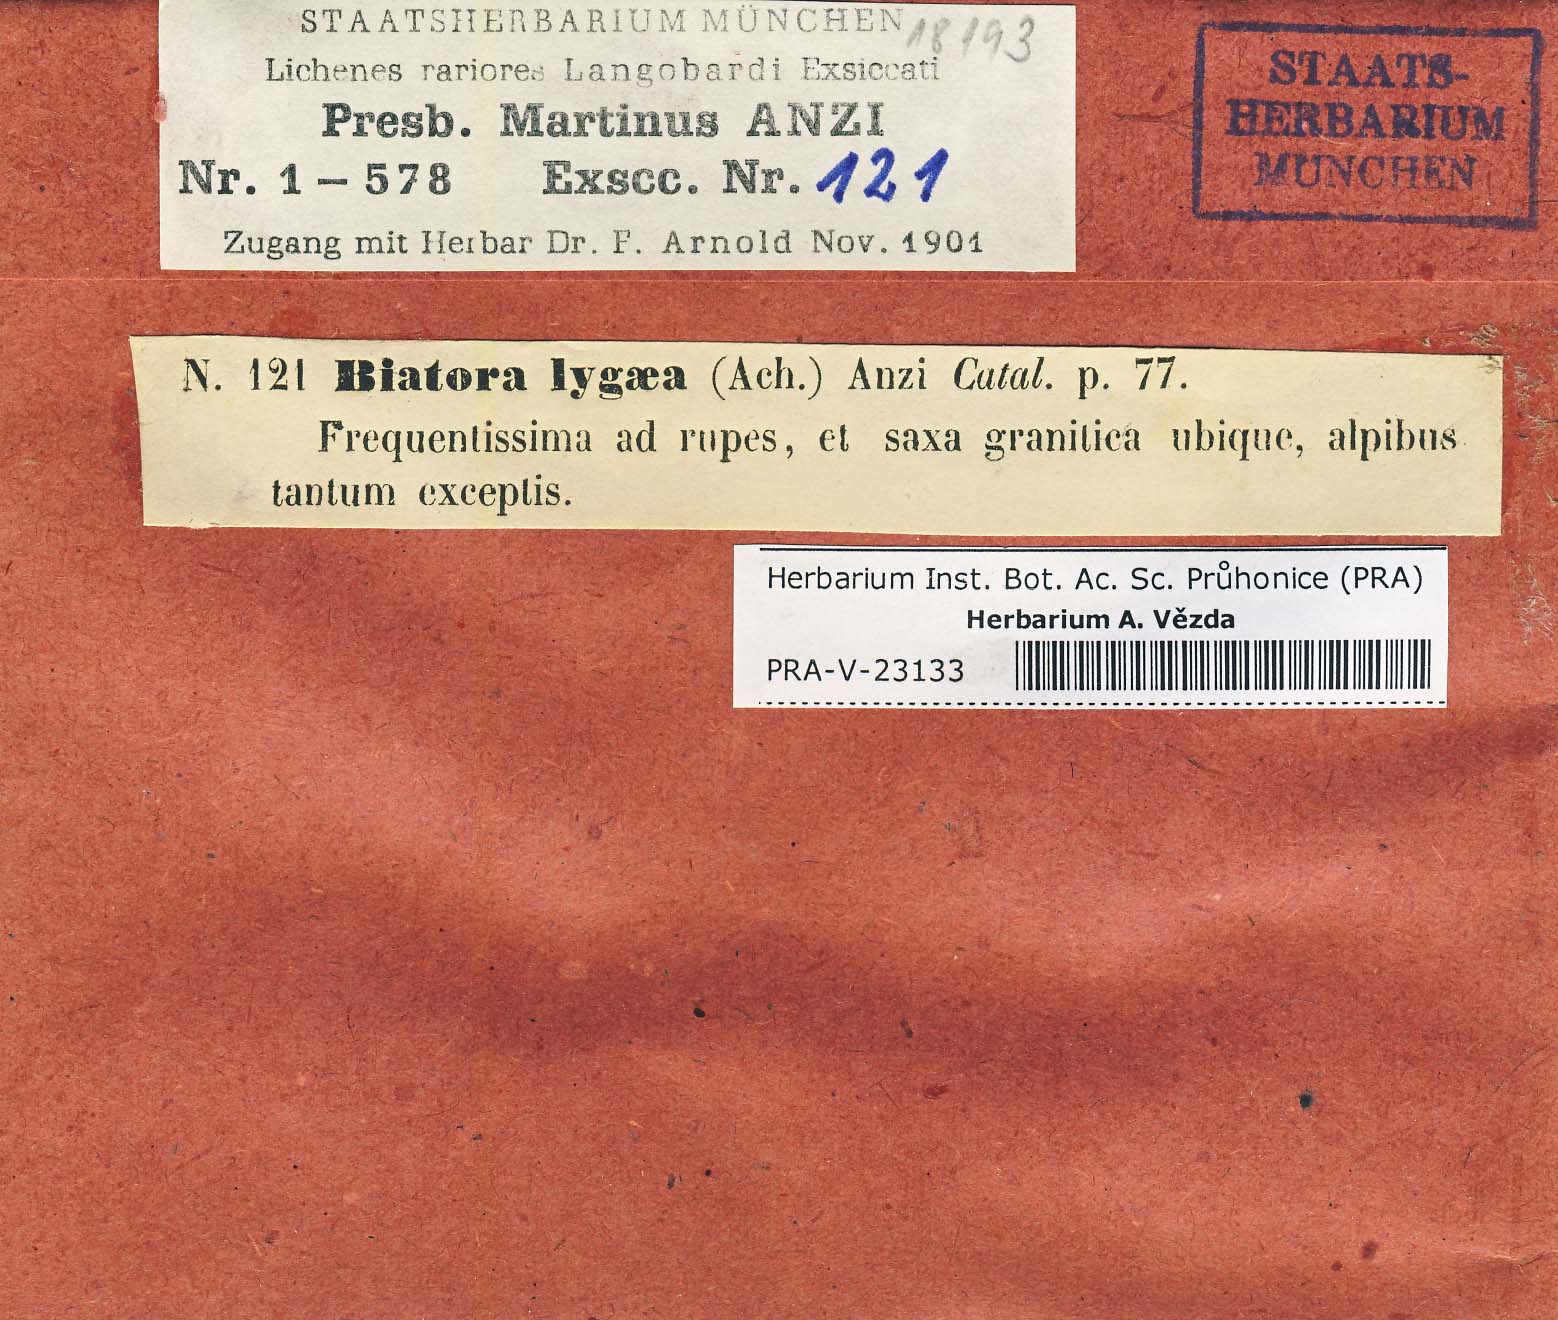 STAATSHERBARIUM MÜNCHEN 18193
Lichenes rariores Langobardi Exsiccati
Presb. Martinus ANZI
Nr. 1 – 578 Exscc. Nr. 121
Zugang mit Herbar Dr. F. Arnold Nov. 1901
STAATS-
HERBARIUM
MÜNCHEN
N. 121 Biatora lygæa (Ach.) Anzi Catal. p. 77.
Frequentissima ad rupes, et saxa granitica ubique, alpibus
tantum exceptis.
Herbarium Inst. Bot. Ac. Sc. Průhonice (PRA)
Herbarium A. Vězda
PRA-V-23133